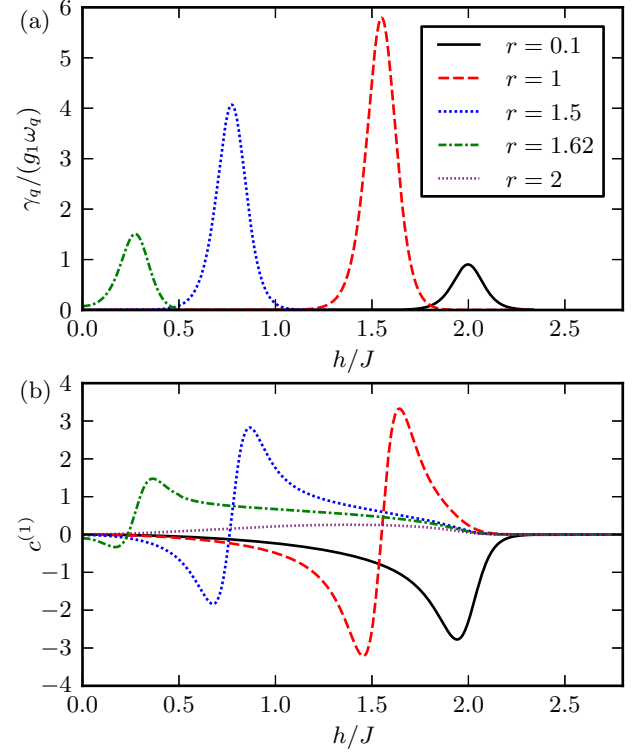 (a)
γ_q/(g_1ω_q)
6
5
4
3
2
1
0
r = 0.1
r = 1
r = 1.5
r = 1.62
r = 2
0.0 0.5 1.0 1.5 2.0 2.5
h/J
(b)
c^{(1)}
4
3
2
1
0
−1
−2
−3
−4
0.0 0.5 1.0 1.5 2.0 2.5
h/J